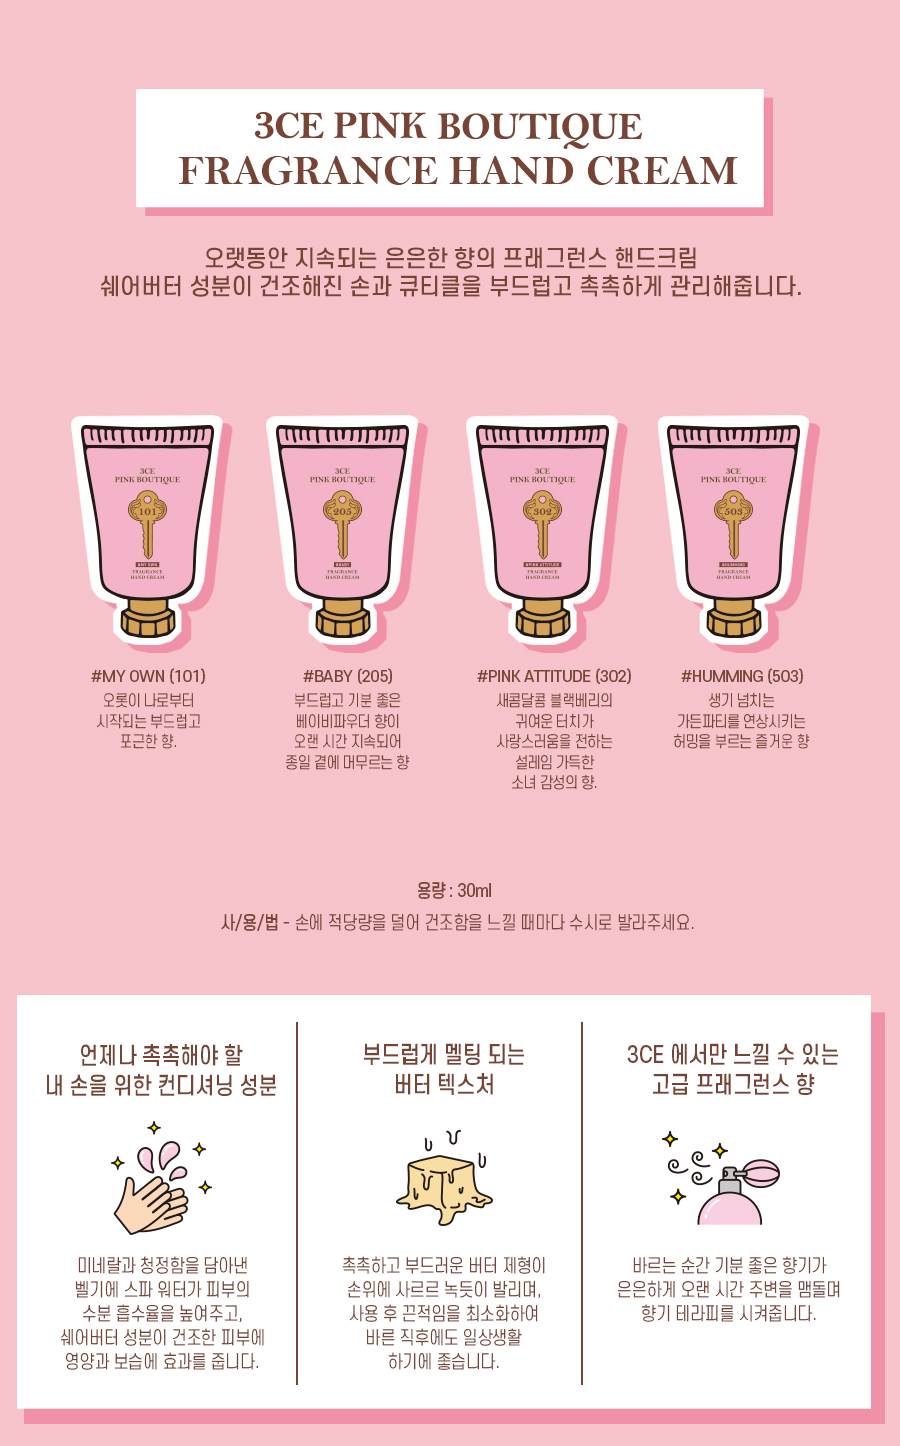 3CE PINK BOUTIQUE
FRAGRANCE HAND CREAM
오랫동안 지속되는 은은한 향의 프래그런스 핸드크림
쉐어버터 성분이 건조해진 손과 큐티클을 부드럽고 촉촉하게 관리해줍니다.
3CE
PINK BOUTIQUE
101
#MY OWN
FRAGRANCE
HAND CREAM
3CE
PINK BOUTIQUE
205
#BABY
FRAGRANCE
HAND CREAM
3CE
PINK BOUTIQUE
302
#PINK ATTITUDE
FRAGRANCE
HAND CREAM
3CE
PINK BOUTIQUE
503
#HUMMING
FRAGRANCE
HAND CREAM
#MY OWN (101)
오롯이 나로부터
시작되는 부드럽고
포근한 향.
#BABY (205)
부드럽고 기분 좋은
베이비파우더 향이
오랜 시간 지속되어
종일 곁에 머무르는 향
#PINK ATTITUDE (302)
새콤달콤 블랙베리의
귀여운 터치가
사랑스러움을 전하는
설레임 가득한
소녀 감성의 향.
#HUMMING (503)
생기 넘치는
가든파티를 연상시키는
허밍을 부르는 즐거운 향
용량 : 30ml
사/용/법 - 손에 적당량을 덜어 건조함을 느낄 때마다 수시로 발라주세요.
언제나 촉촉해야 할
내 손을 위한 컨디셔닝 성분
미네랄과 청정함을 담아낸
벨기에 스파 워터가 피부의
수분 흡수율을 높여주고,
쉐어버터 성분이 건조한 피부에
영양과 보습에 효과를 줍니다.
부드럽게 멜팅 되는
버터 텍스처
촉촉하고 부드러운 버터 제형이
손위에 사르르 녹듯이 발리며,
사용 후 끈적임을 최소화하여
바른 직후에도 일상생활
하기에 좋습니다.
3CE 에서만 느낄 수 있는
고급 프래그런스 향
바르는 순간 기분 좋은 향기가
은은하게 오랜 시간 주변을 맴돌며
향기 테라피를 시켜줍니다.